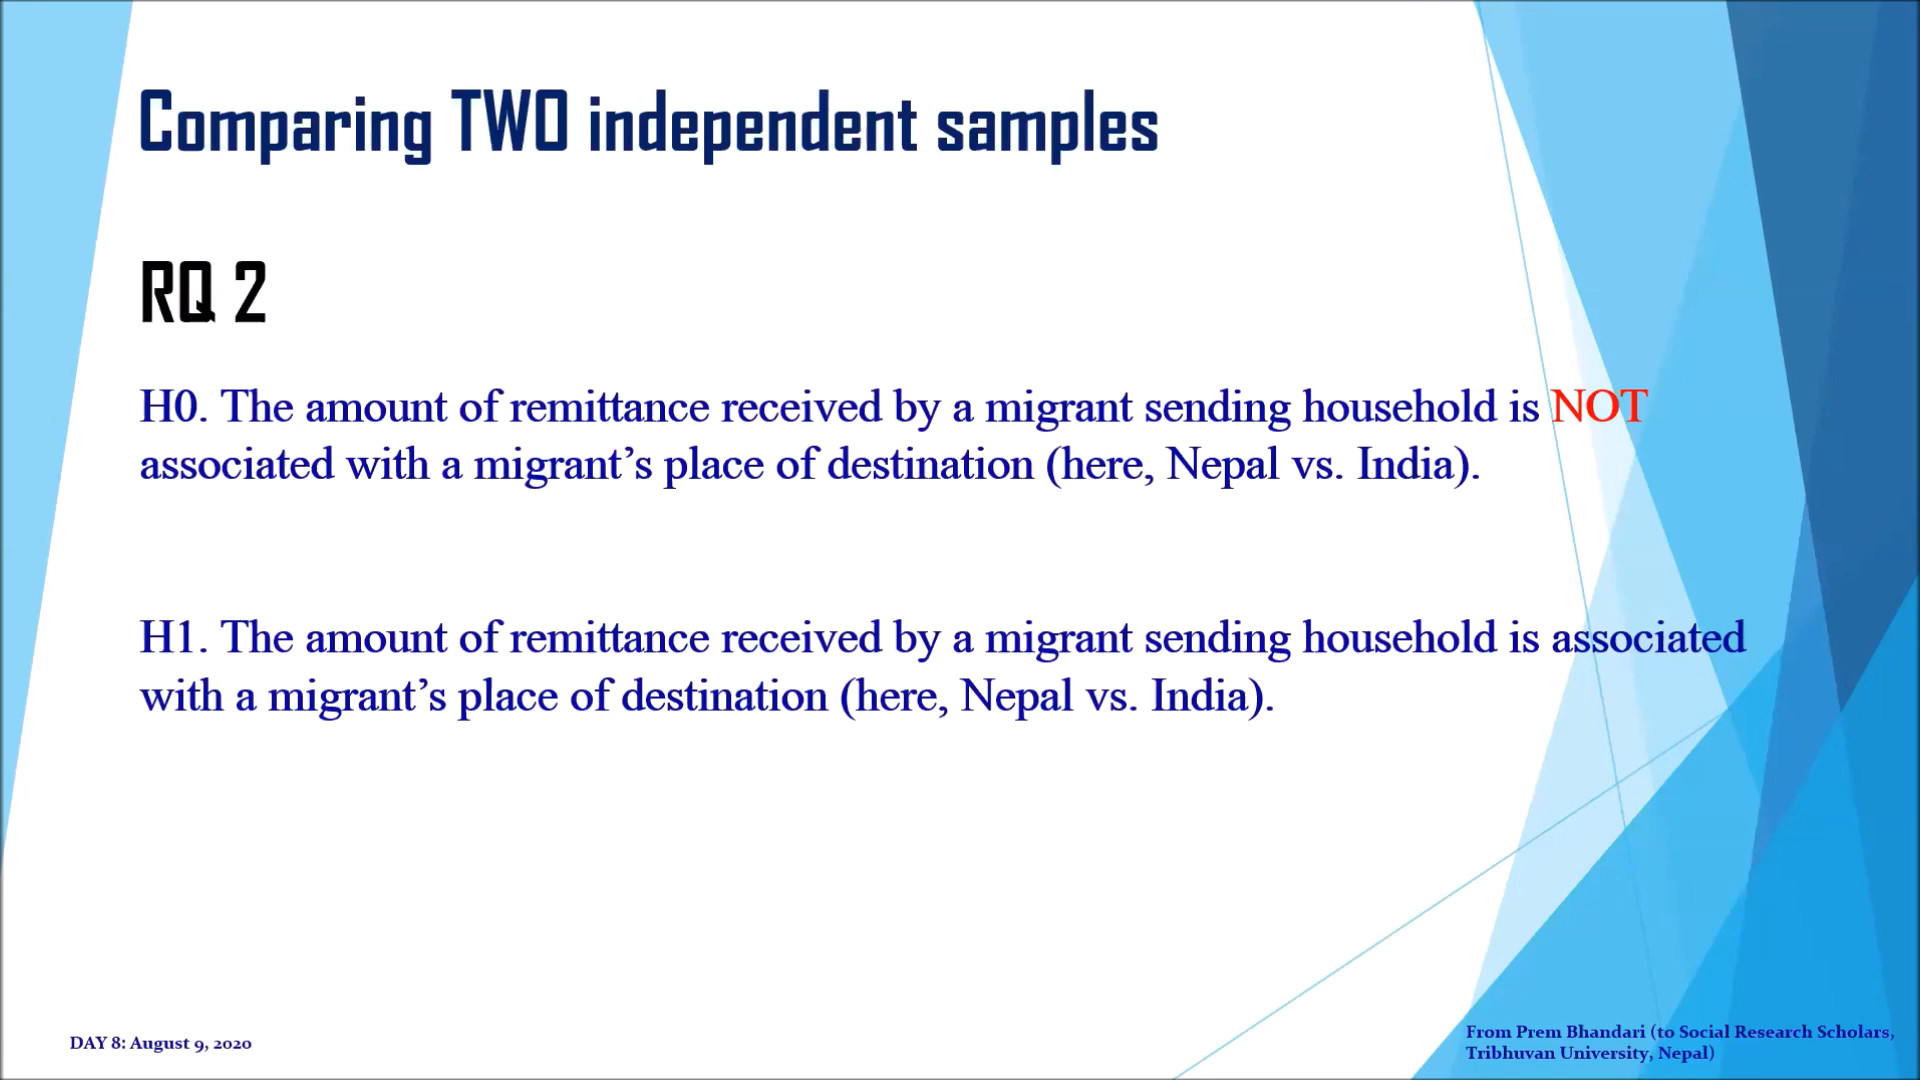 Comparing TWO independent samples
RQ 2
H0. The amount of remittance received by a migrant sending household is NOT
associated with a migrant’s place of destination (here, Nepal vs. India).
H1. The amount of remittance received by a migrant sending household is associated
with a migrant’s place of destination (here, Nepal vs. India).
DAY 8: August 9, 2020
From Prem Bhandari (to Social Research Scholars,
Tribhuvan University, Nepal)